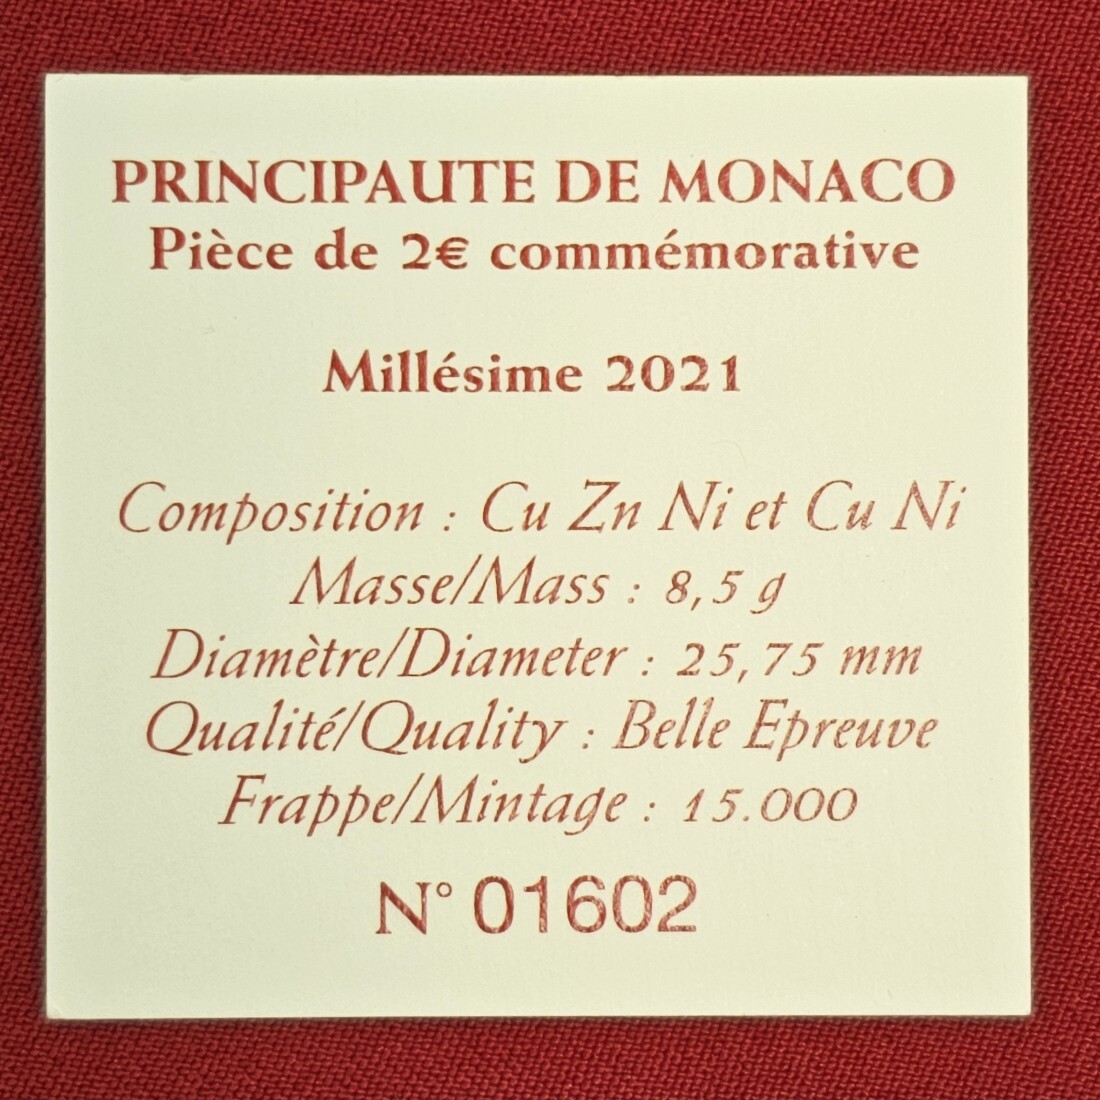 PRINCIPAUTE DE MONACO
Pièce de 2€ commémorative
Millésime 2021
Composition : Cu Zn Ni et Cu Ni
Masse/Mass : 8,5 g
Diamètre/Diameter : 25,75 mm
Qualité/Quality : Belle Epreuve
Frappe/Mintage : 15.000
N° 01602